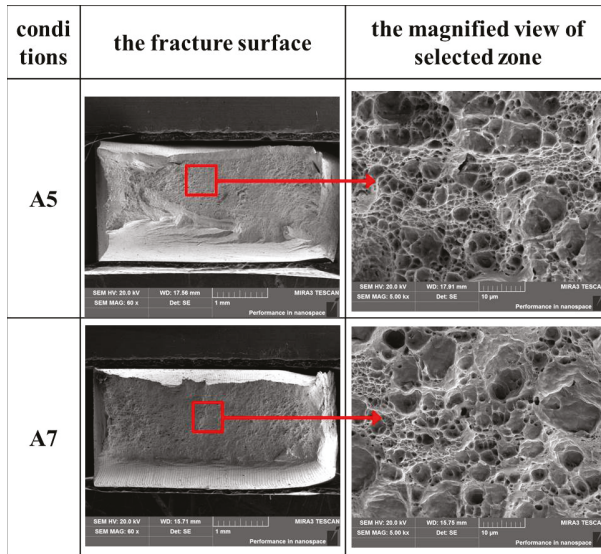 condi
tions
the fracture surface
the magnified view of
selected zone
A5
SEM HV: 20.0 kV WD: 17.56 mm MIRA3 TESCAN
SEM MAG: 60 x Det: SE 1 mm
Performance in nanospace
SEM HV: 20.0 kV WD: 17.91 mm MIRA3 TESCAN
SEM MAG: 5.00 kx Det: SE 10 μm
Performance in nanospace
A7
SEM HV: 20.0 kV WD: 15.71 mm MIRA3 TESCAN
SEM MAG: 60 x Det: SE 1 mm
Performance in nanospace
SEM HV: 20.0 kV WD: 15.75 mm MIRA3 TESCAN
SEM MAG: 5.00 kx Det: SE 10 μm
Performance in nanospace